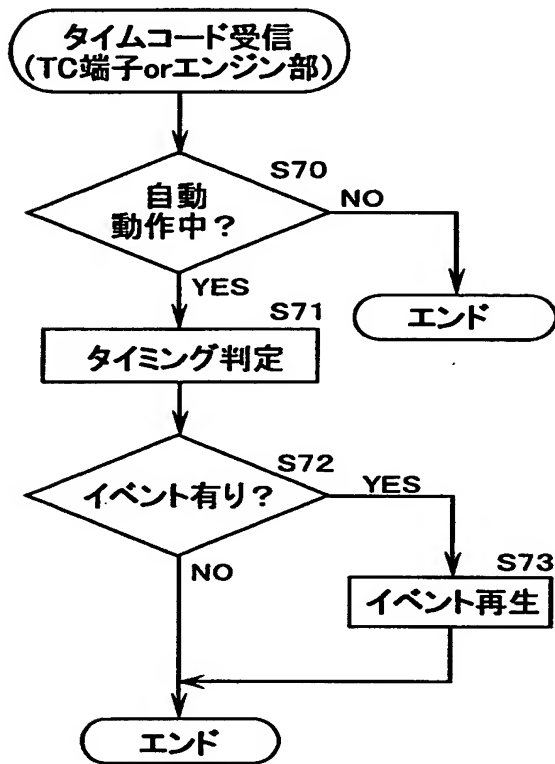 タイムコード受信
(TC端子orエンジン部)
S70
自動
動作中？
NO
YES
エンド
S71
タイミング判定
S72
イベント有り？
YES
NO
S73
イベント再生
エンド